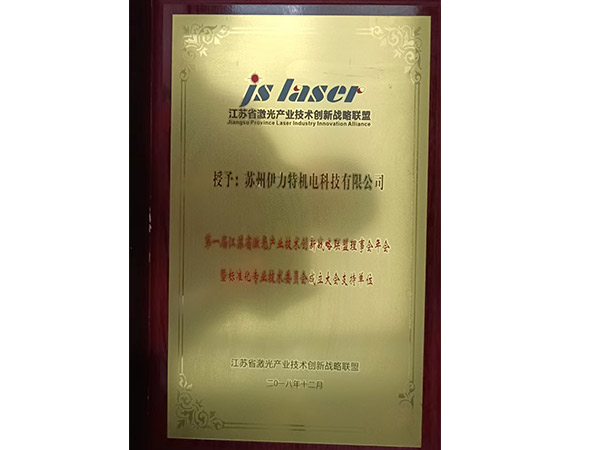 js laser
江苏省激光产业技术创新战略联盟
Jiangsu Province Laser Industry Innovation Alliance
授予：苏州伊力特机电科技有限公司
第一届江苏省激光产业技术创新战略联盟理事会年会
暨标准化专业技术委员会成立大会支持单位
江苏省激光产业技术创新战略联盟
二〇一八年十二月